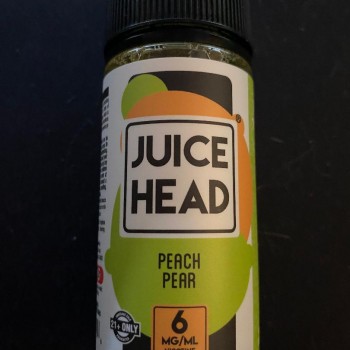 JUICE
HEAD
®
PEACH
PEAR
21+ ONLY
6
MG/ML